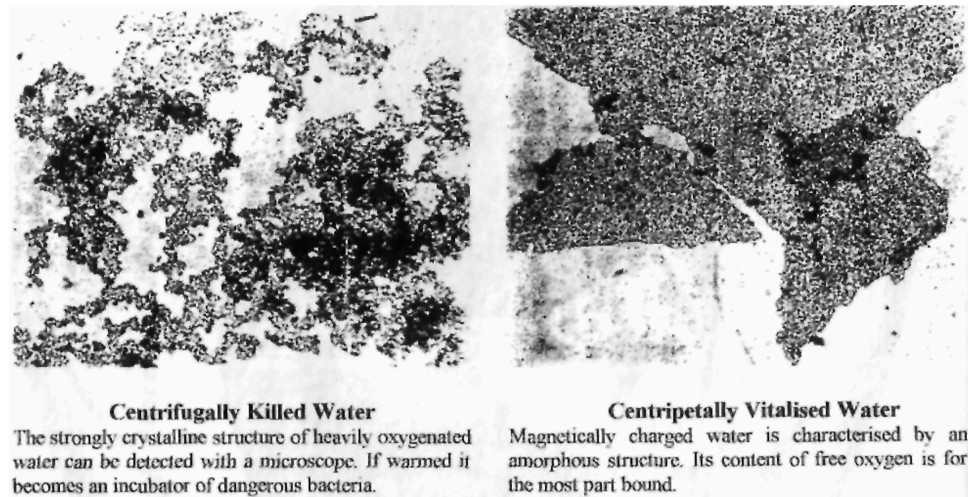 Centrifugally Killed Water
The strongly crystalline structure of heavily oxygenated
water can be detected with a microscope. If warmed it
becomes an incubator of dangerous bacteria.
Centripetally Vitalised Water
Magnetically charged water is characterised by an
amorphous structure. Its content of free oxygen is for
the most part bound.